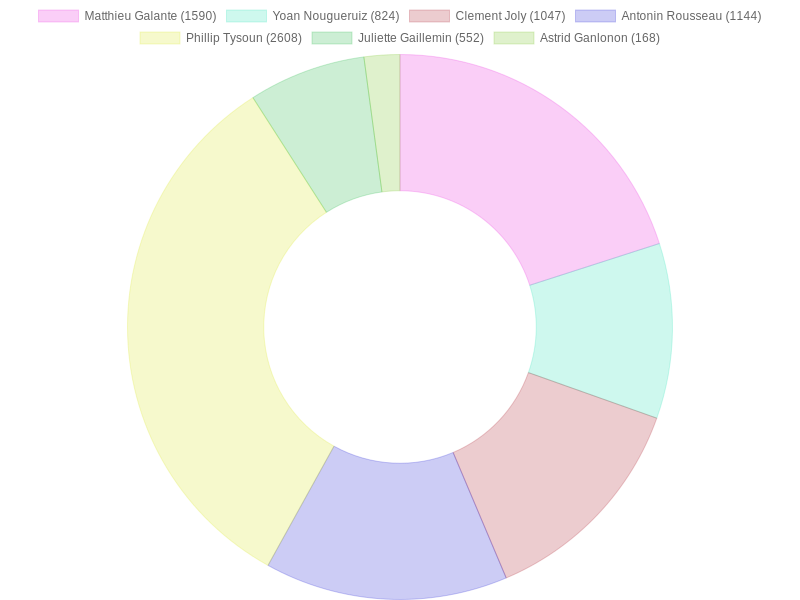 Matthieu Galante (1590) Yoan Nougueruiz (824) Clement Joly (1047) Antonin Rousseau (1144)
Phillip Tysoun (2608) Juliette Gaillemin (552) Astrid Ganlonon (168)